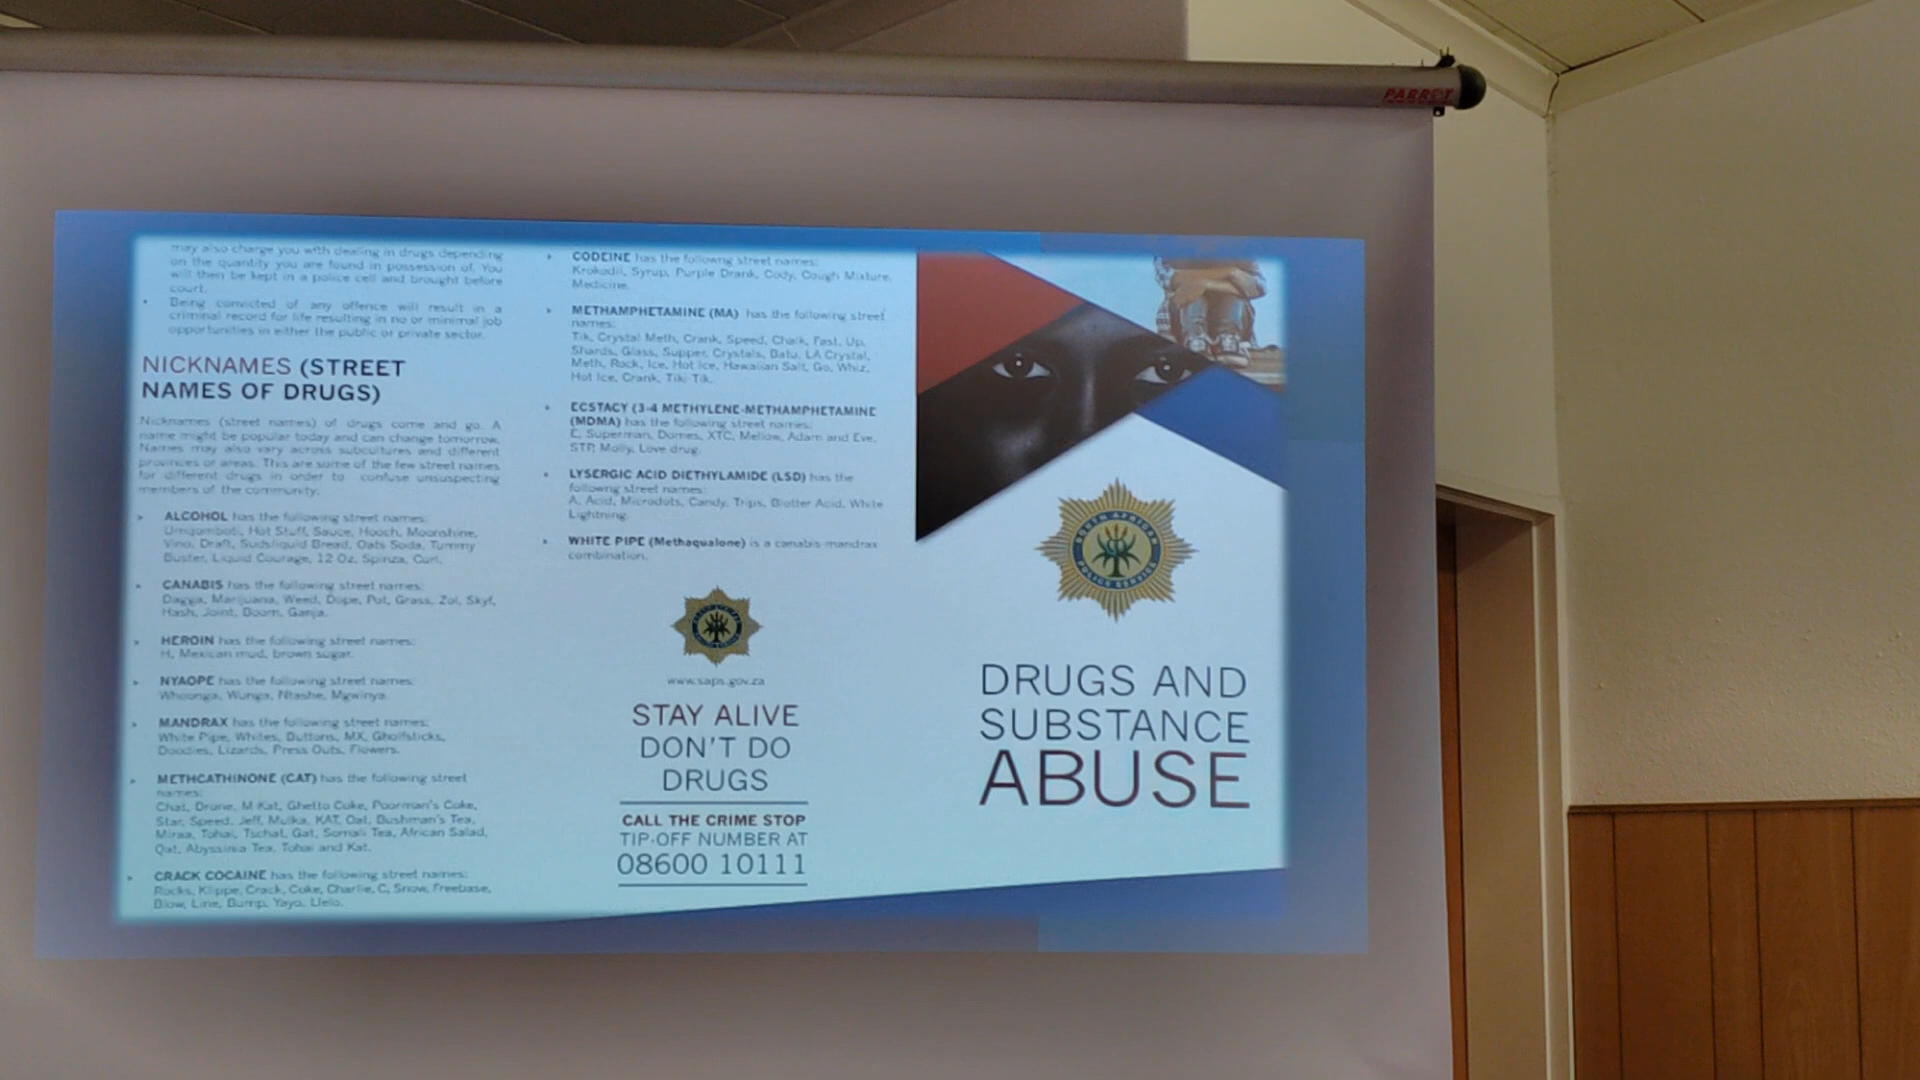 PARROT
may also charge you with dealing in drugs depending
on the quantity you are found in possession of. You
will then be kept in a police cell and brought before
court.
• Being convicted of any offence will result in a
criminal record for life resulting in no or minimal job
opportunities in either the public or private sector.
NICKNAMES (STREET
NAMES OF DRUGS)
Nicknames (street names) of drugs come and go. A
name might be popular today and can change tomorrow.
Names may also vary across subcultures and different
provinces or areas. This are some of the few street names
for different drugs in order to confuse unsuspecting
members of the community.
ALCOHOL has the following street names:
Umqomboti, Hot Stuff, Sauce, Hooch, Moonshine,
Vino, Draft, Suds/liquid Bread, Oats Soda, Tummy
Buster, Liquid Courage, 12 Oz, Spinza, Guri,
CANABIS has the following street names:
Dagga, Marijuana, Weed, Dope, Pot, Grass, Zol, Skyf,
Hash, Joint, Boom, Ganja.
HEROIN has the following street names:
H, Mexican mud, brown sugar.
NYAOPE has the following street names:
Whoonga, Wunga, Ntashe, Mgwinya.
MANDRAX has the following street names:
White Pipe, Whites, Buttons, MX, Gholfsticks,
Doodies, Lizards, Press Outs, Flowers.
METHCATHINONE (CAT) has the following street
names:
Chat, Drone, M-Kat, Ghetto Coke, Poorman's Coke,
Star, Speed, Jeff, Mulka, KAT, Oat, Bushman's Tea,
Miraa, Tohai, Tschat, Gat, Somali Tea, African Salad,
Qat, Abyssinia Tea, Tohai and Kat.
CRACK COCAINE has the following street names:
Rocks, Klippe, Crack, Coke, Charlie, C, Snow, Freebase,
Blow, Line, Bump, Yayo, Llelo.
CODEINE has the followng street names:
Krokodil, Syrup, Purple Drank, Cody, Cough Mixture,
Medicine.
METHAMPHETAMINE (MA) has the following street
names:
Tik, Crystal Meth, Crank, Speed, Chalk, Fast, Up,
Shards, Glass, Supper, Crystals, Batu, LA Crystal,
Meth, Rock, Ice, Hot Ice, Hawaiian Salt, Go, Whiz,
Hot Ice, Crank, Tiki Tik.
ECSTACY (3-4 METHYLENE-METHAMPHETAMINE
(MDMA) has the following street names:
E, Superman, Domes, XTC, Mellow, Adam and Eve,
STP, Molly, Love drug.
LYSERGIC ACID DIETHYLAMIDE (LSD) has the
followng street names:
A, Acid, Microdots, Candy, Trips, Blotter Acid, White
Lightning.
WHITE PIPE (Methaqualone) is a canabis-mandrax
combination.
www.saps.gov.za
STAY ALIVE
DON'T DO
DRUGS
CALL THE CRIME STOP
TIP-OFF NUMBER AT
08600 10111
SOUTH AFRICAN
POLICE SERVICE
DRUGS AND
SUBSTANCE
ABUSE